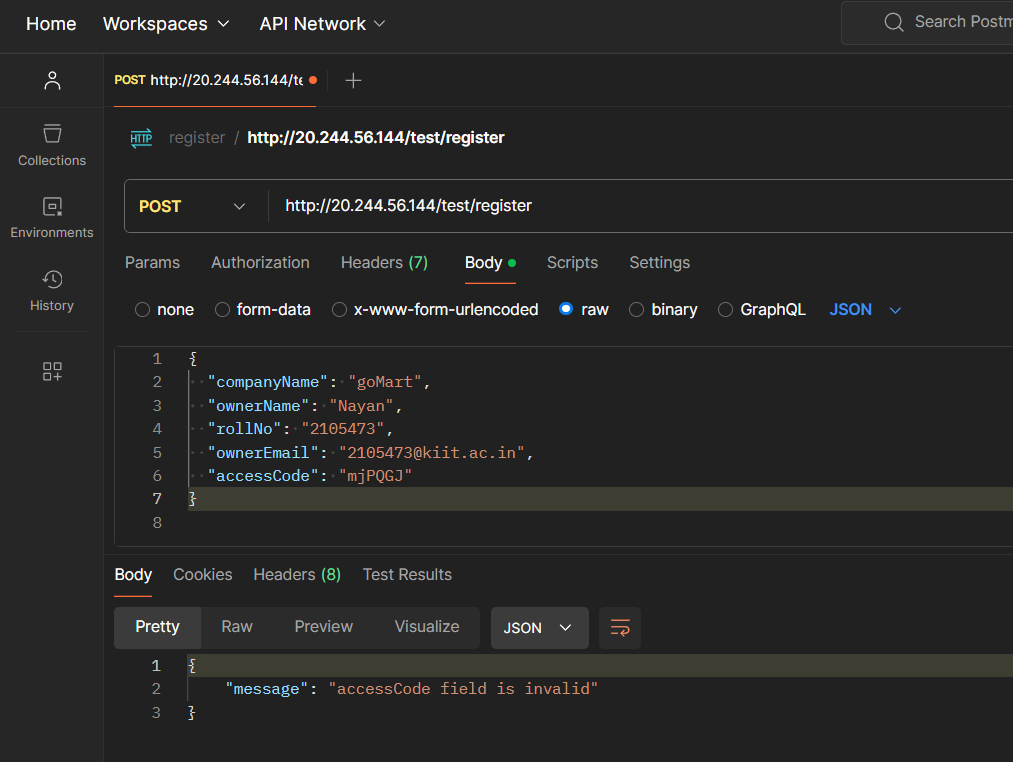 Home Workspaces API Network Search Postm
POST http://20.244.56.144/te
HTTP register / http://20.244.56.144/test/register
Collections
Environments
History
POST http://20.244.56.144/test/register
Params Authorization Headers (7) Body Scripts Settings
none form-data x-www-form-urlencoded raw binary GraphQL JSON
1 {
2 "companyName": "goMart",
3 "ownerName": "Nayan",
4 "rollNo": "2105473",
5 "ownerEmail": "2105473@kiit.ac.in",
6 "accessCode": "mjPQGJ"
7 }
8
Body Cookies Headers (8) Test Results
Pretty Raw Preview Visualize JSON
1 {
2 "message": "accessCode field is invalid"
3 }